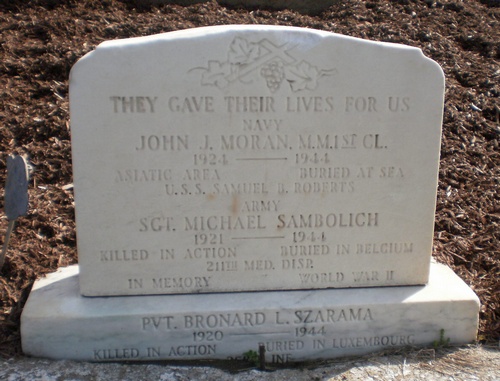 THEY GAVE THEIR LIVES FOR US
NAVY
JOHN J. MORAN, M.M. 1ST CL.
1924 — 1944
ASIATIC AREA BURIED AT SEA
U.S.S. SAMUEL B. ROBERTS
ARMY
SGT. MICHAEL SAMBOLICH
1921 — 1944
KILLED IN ACTION BURIED IN BELGIUM
211TH MED. DISP.
IN MEMORY WORLD WAR II
PVT. BRONARD L. SZARAMA
1920 — 1944
KILLED IN ACTION BURIED IN LUXEMBOURG
INF.